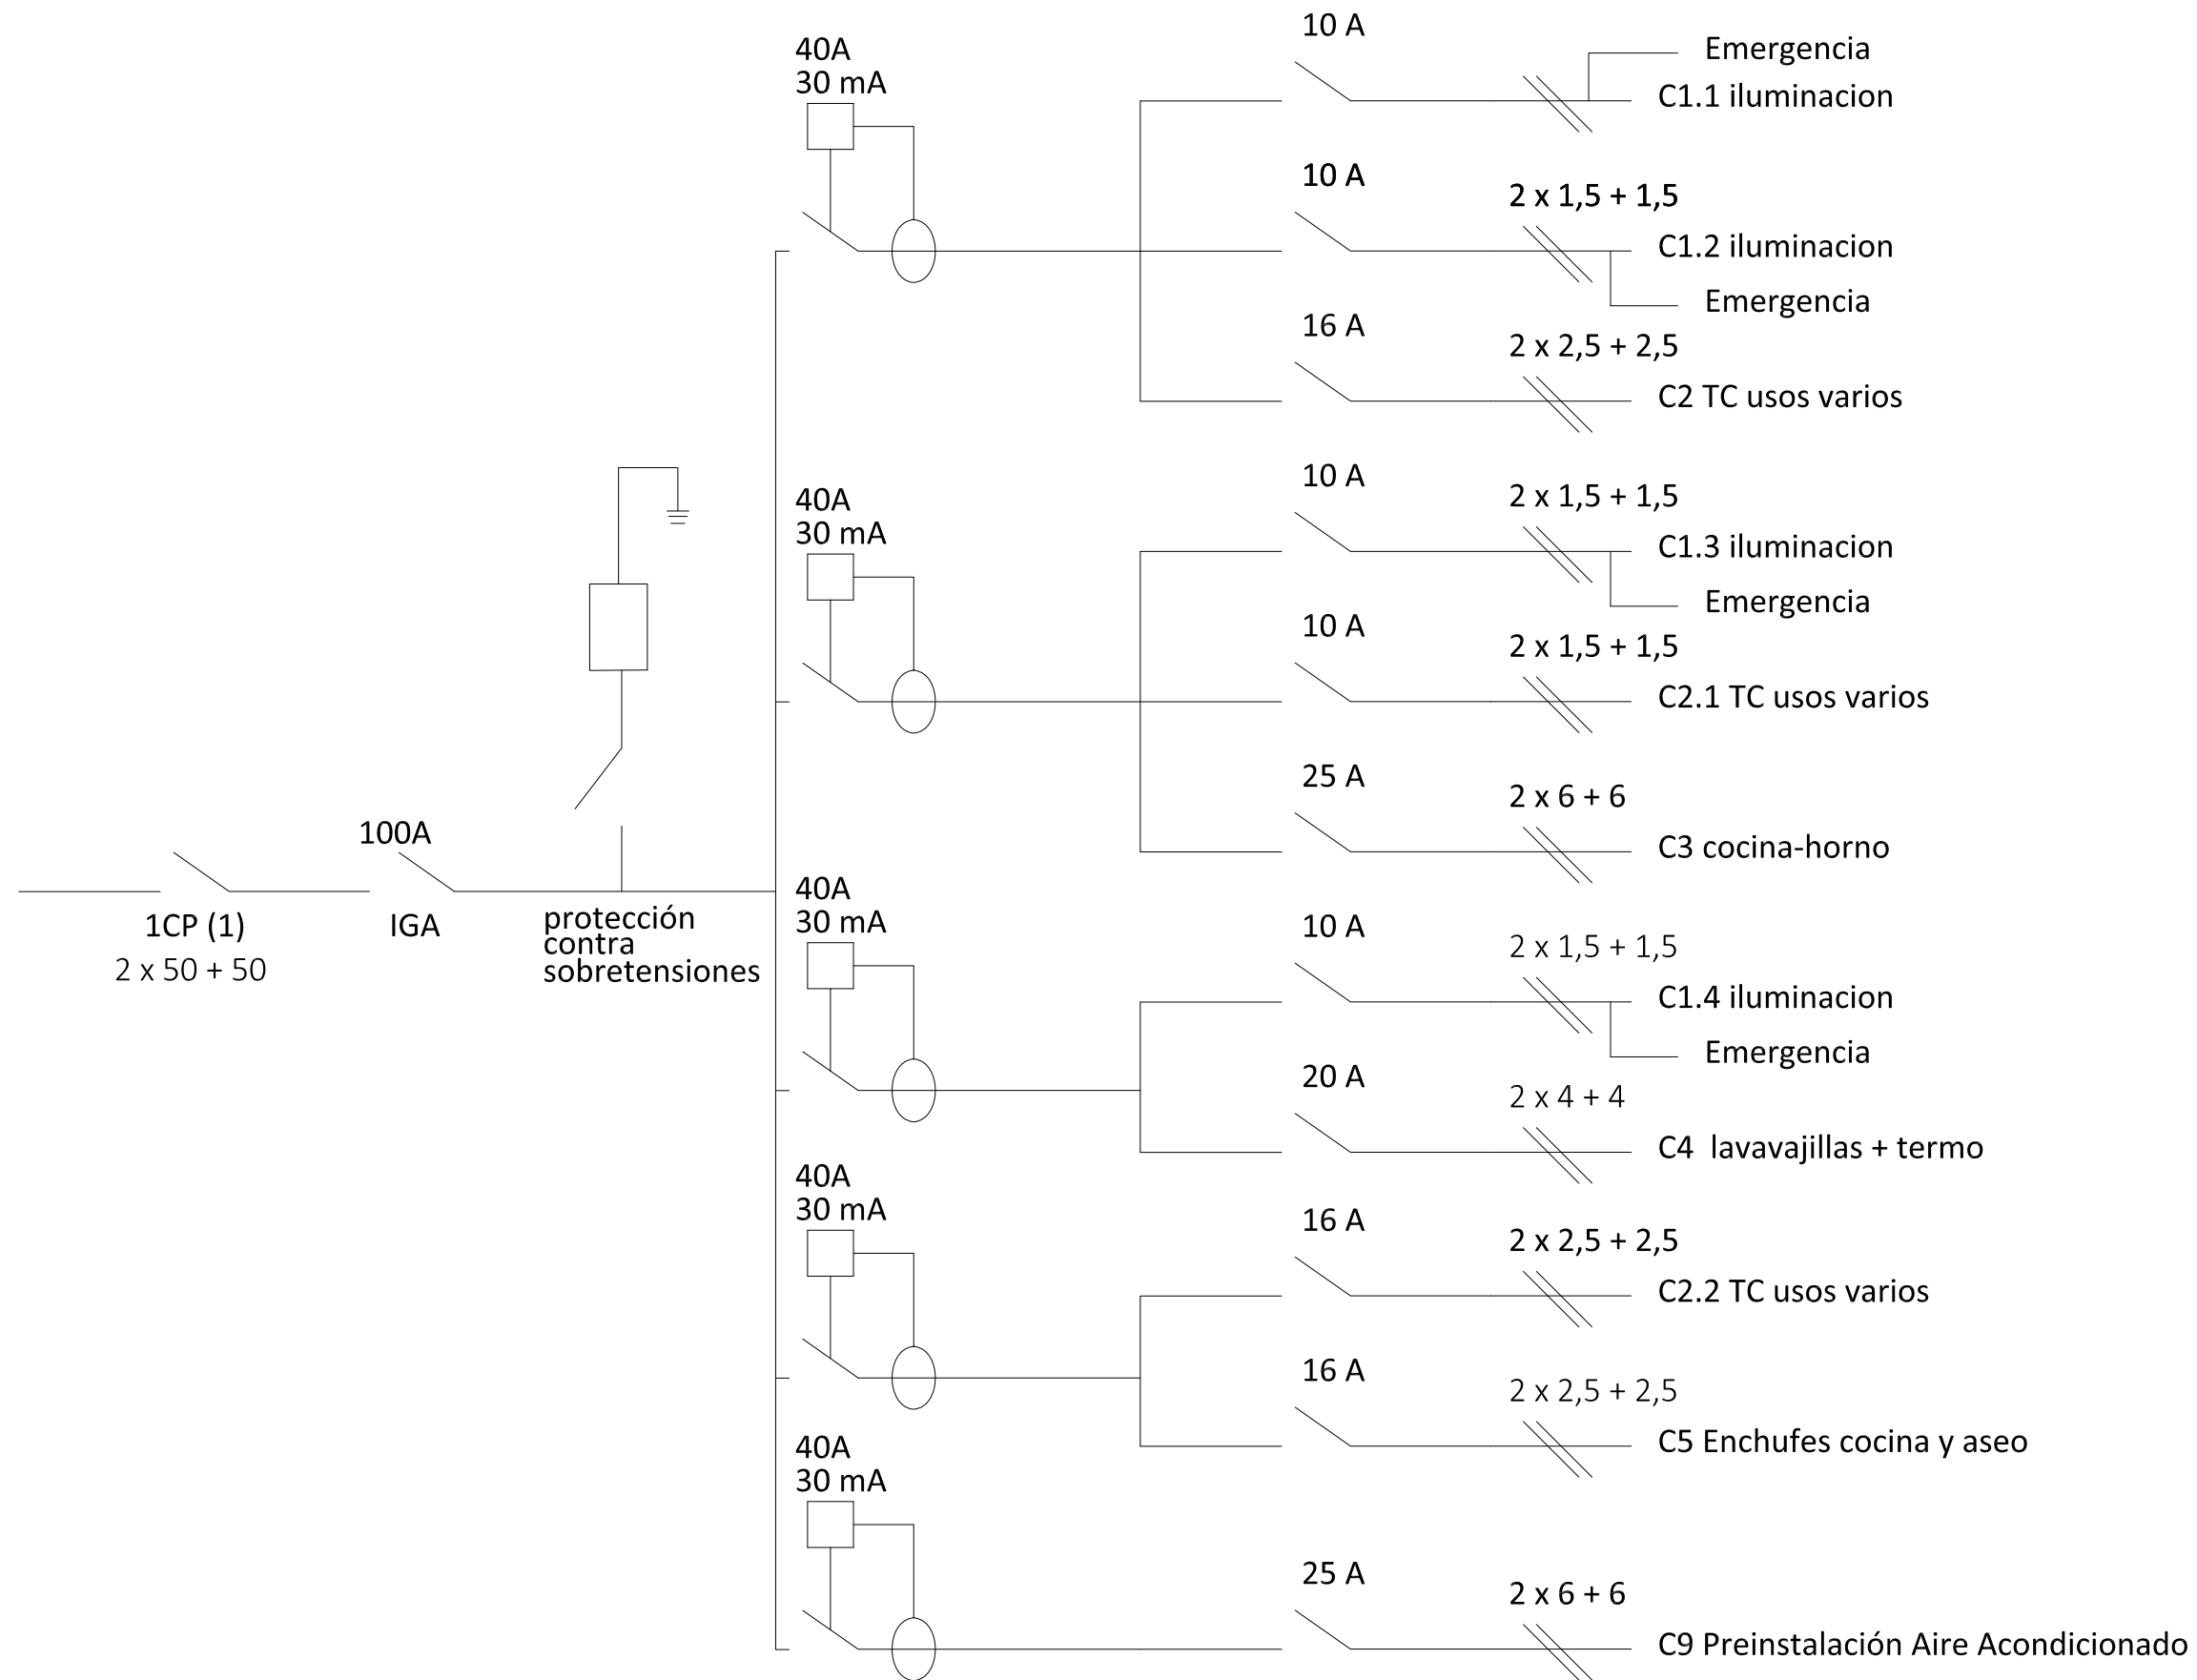 10 A
Emergencia
40A
30 mA
C1.1 iluminacion
10 A
2 x 1,5 + 1,5
C1.2 iluminacion
Emergencia
16 A
2 x 2,5 + 2,5
C2 TC usos varios
40A
30 mA
10 A
2 x 1,5 + 1,5
C1.3 iluminacion
Emergencia
10 A
2 x 1,5 + 1,5
C2.1 TC usos varios
25 A
2 x 6 + 6
C3 cocina-horno
100A
1CP (1)
2 x 50 + 50
IGA
protección
contra
sobretensiones
40A
30 mA
10 A
2 x 1,5 + 1,5
C1.4 iluminacion
Emergencia
20 A
2 x 4 + 4
C4 lavavajillas + termo
40A
30 mA
16 A
2 x 2,5 + 2,5
C2.2 TC usos varios
16 A
2 x 2,5 + 2,5
C5 Enchufes cocina y aseo
40A
30 mA
25 A
2 x 6 + 6
C9 Preinstalación Aire Acondicionado